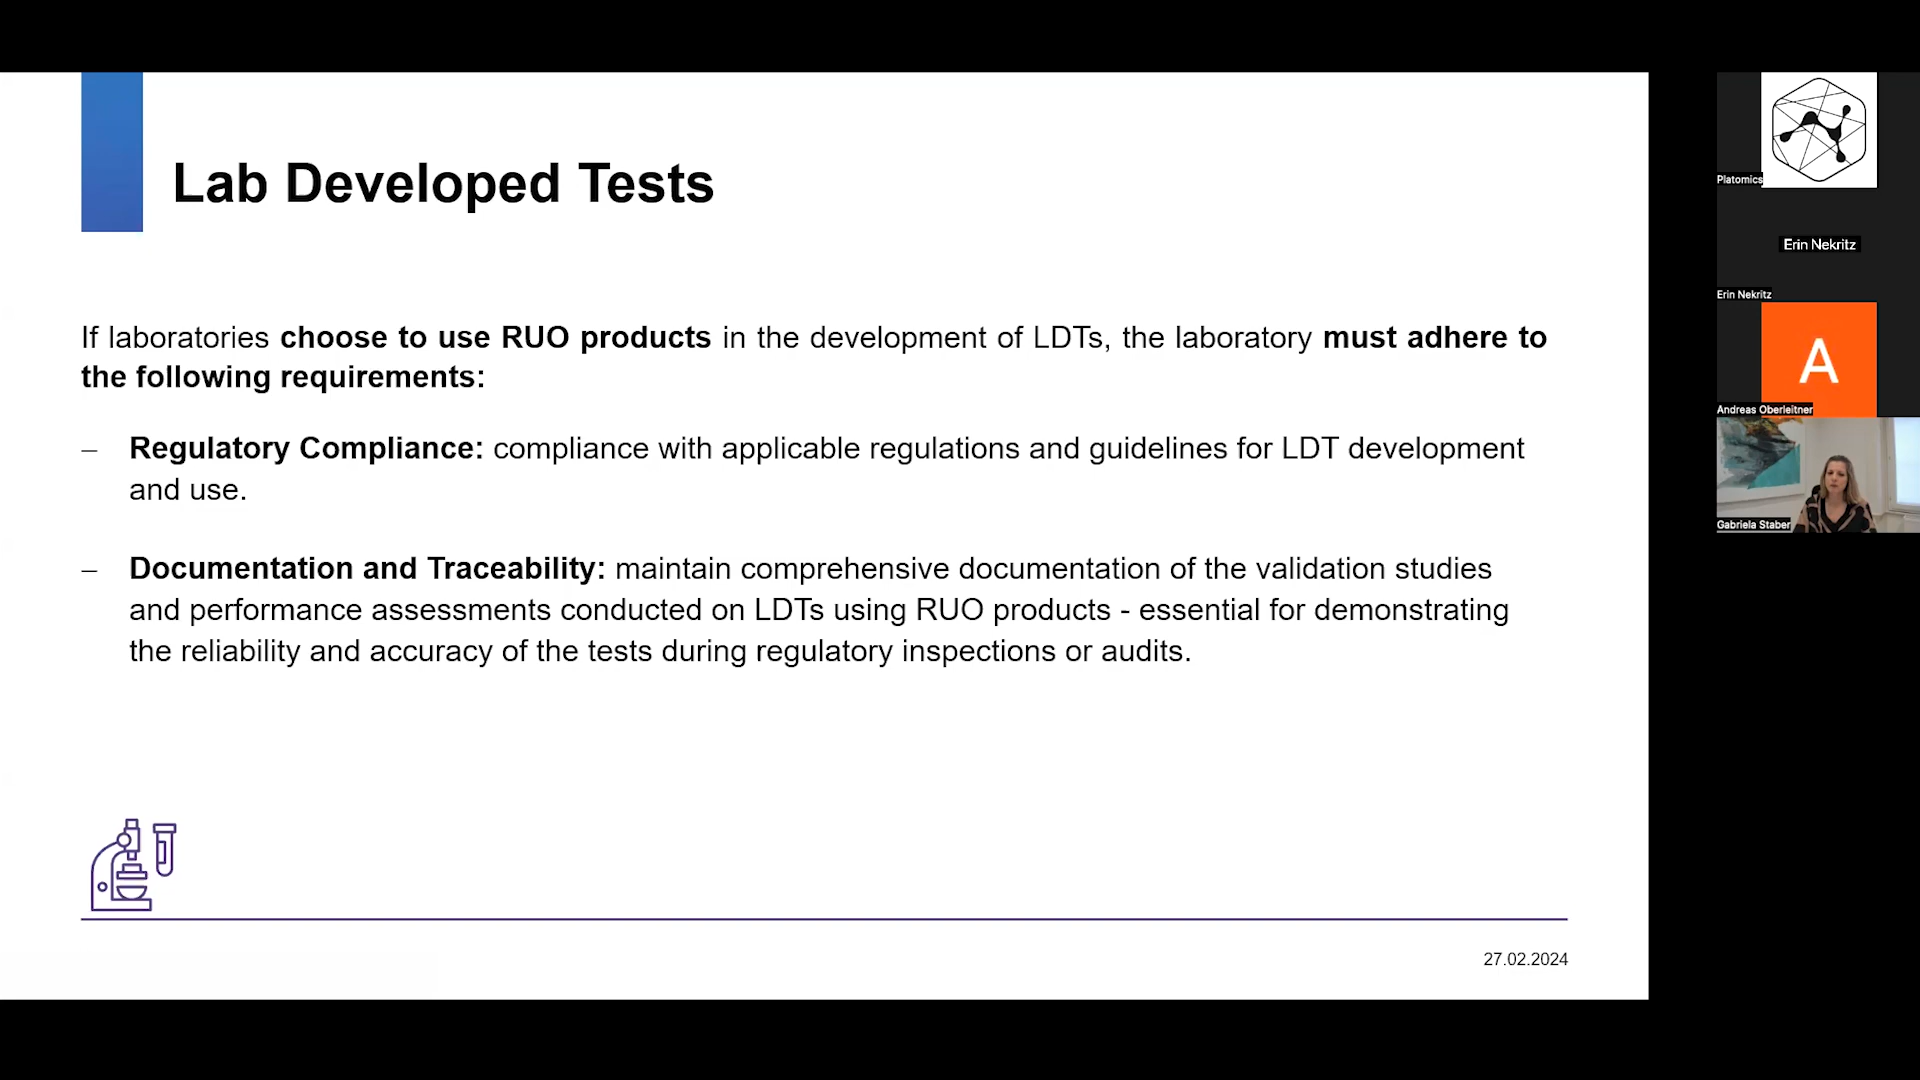 Lab Developed Tests
If laboratories choose to use RUO products in the development of LDTs, the laboratory must adhere to
the following requirements:
– Regulatory Compliance: compliance with applicable regulations and guidelines for LDT development
and use.
– Documentation and Traceability: maintain comprehensive documentation of the validation studies
and performance assessments conducted on LDTs using RUO products - essential for demonstrating
the reliability and accuracy of the tests during regulatory inspections or audits.
27.02.2024
Platomics
Erin Nekritz
Erin Nekritz
A
Andreas Oberleitner
Gabriela Staber